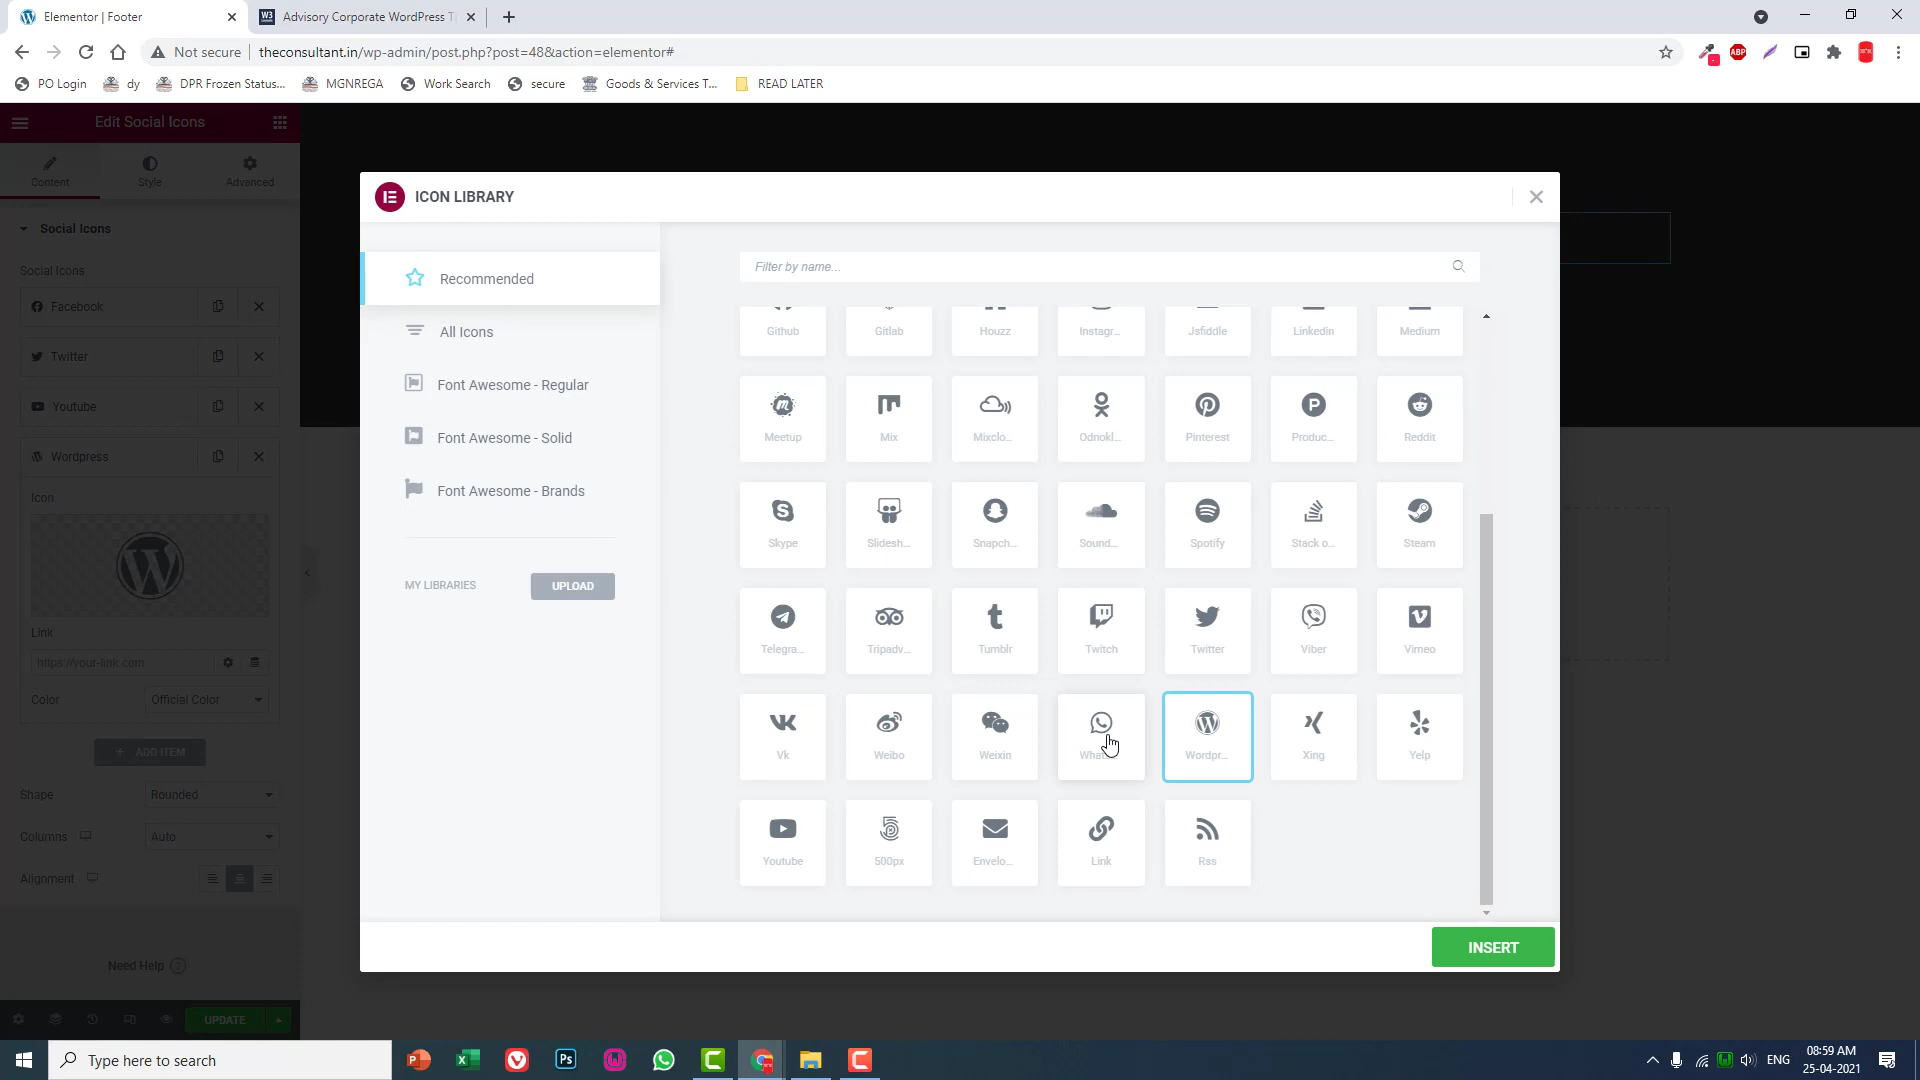 Elementor | Footer
Advisory Corporate WordPress T
Not secure
theconsultant.in/wp-admin/post.php?post=48&action=elementor#
ABP
PO Login
dy
DPR Frozen Status...
MGNREGA
Work Search
secure
Goods & Services T...
READ LATER
Edit Social Icons
Content
Style
Advanced
Social Icons
Social Icons
Facebook
Twitter
Youtube
Wordpress
Icon
Link
https://your-link.com
Color
Official Color
ADD ITEM
Shape
Rounded
Columns
Auto
Alignment
Need Help
UPDATE
ICON LIBRARY
Recommended
All Icons
Font Awesome - Regular
Font Awesome - Solid
Font Awesome - Brands
MY LIBRARIES
UPLOAD
Filter by name...
Github
Gitlab
Houzz
Instagr...
Jsfiddle
Linkedin
Medium
Meetup
Mix
Mixclo...
Odnokl...
Pinterest
Produc...
Reddit
Skype
Slidesh...
Snapch...
Sound...
Spotify
Stack o...
Steam
Telegra...
Tripadv...
Tumblr
Twitch
Twitter
Viber
Vimeo
Vk
Weibo
Weixin
What...
Wordpr...
Xing
Yelp
Youtube
500px
Envelo...
Link
Rss
INSERT
Type here to search
ENG
08:59 AM
25-04-2021